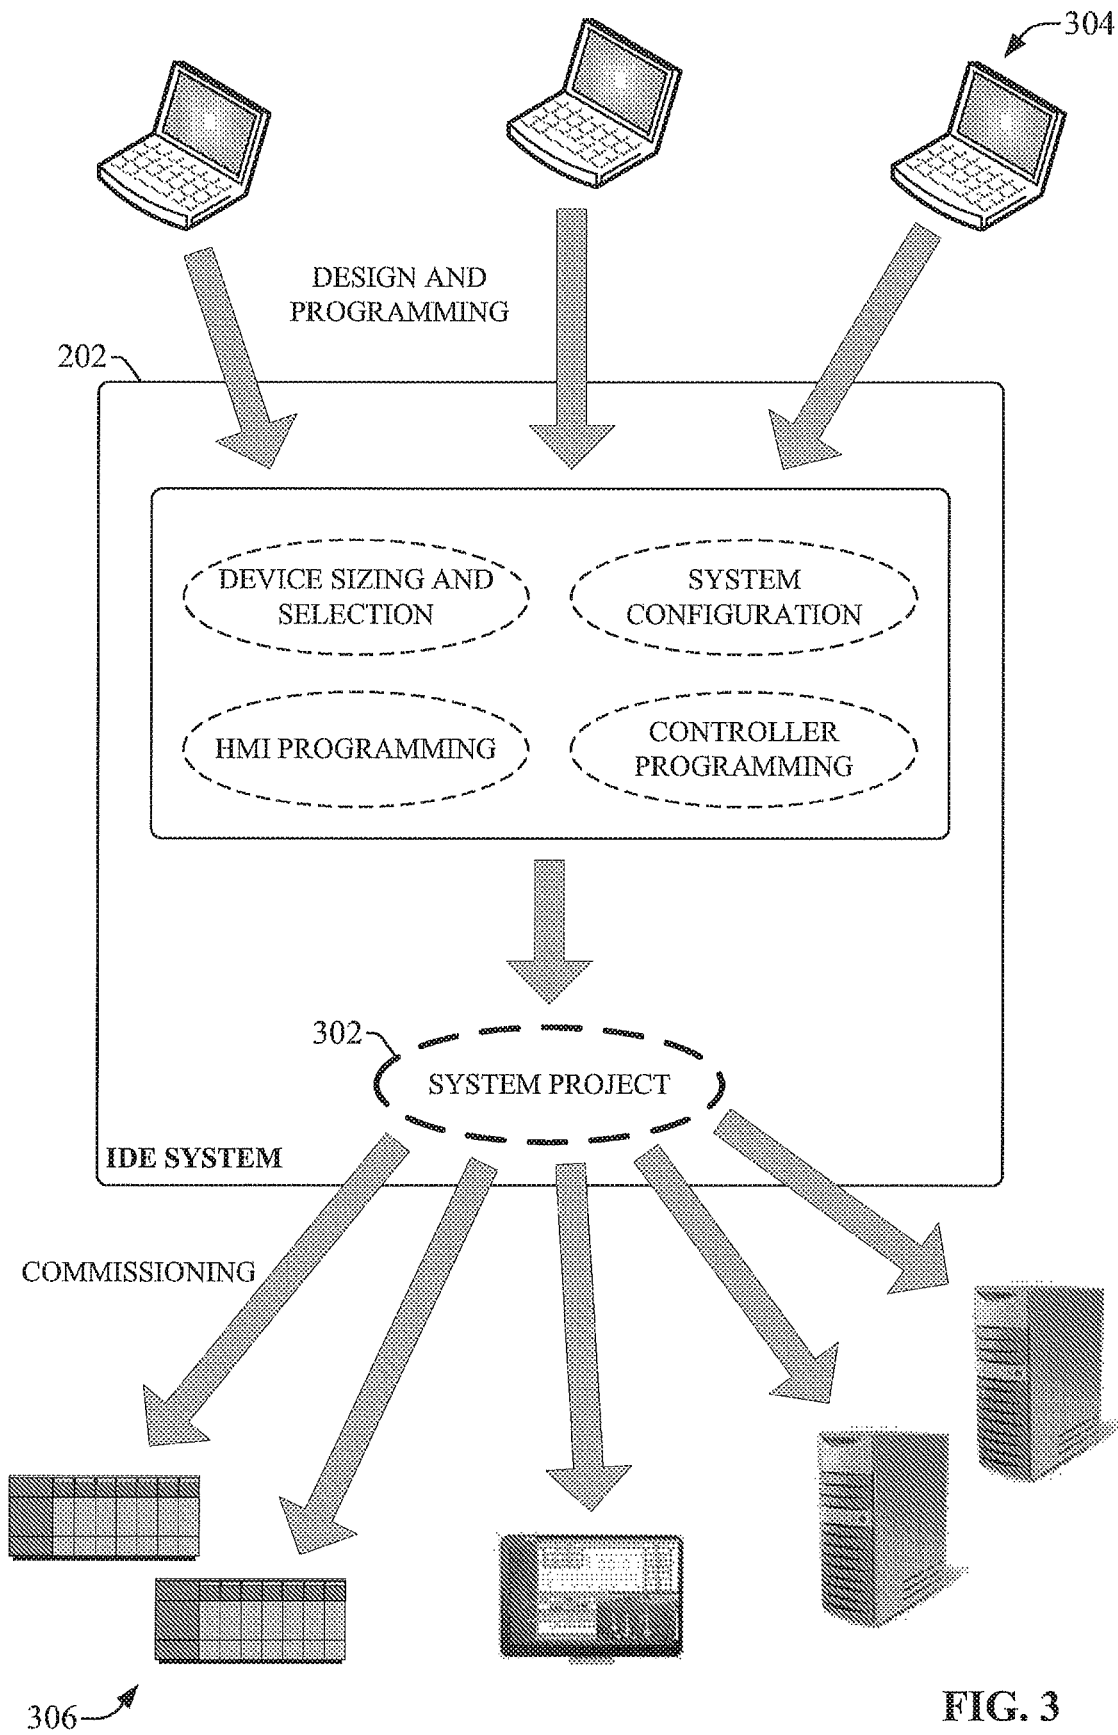 304
DESIGN AND
PROGRAMMING
202
DEVICE SIZING AND
SELECTION
SYSTEM
CONFIGURATION
HMI PROGRAMMING
CONTROLLER
PROGRAMMING
302
SYSTEM PROJECT
IDE SYSTEM
COMMISSIONING
306
FIG. 3